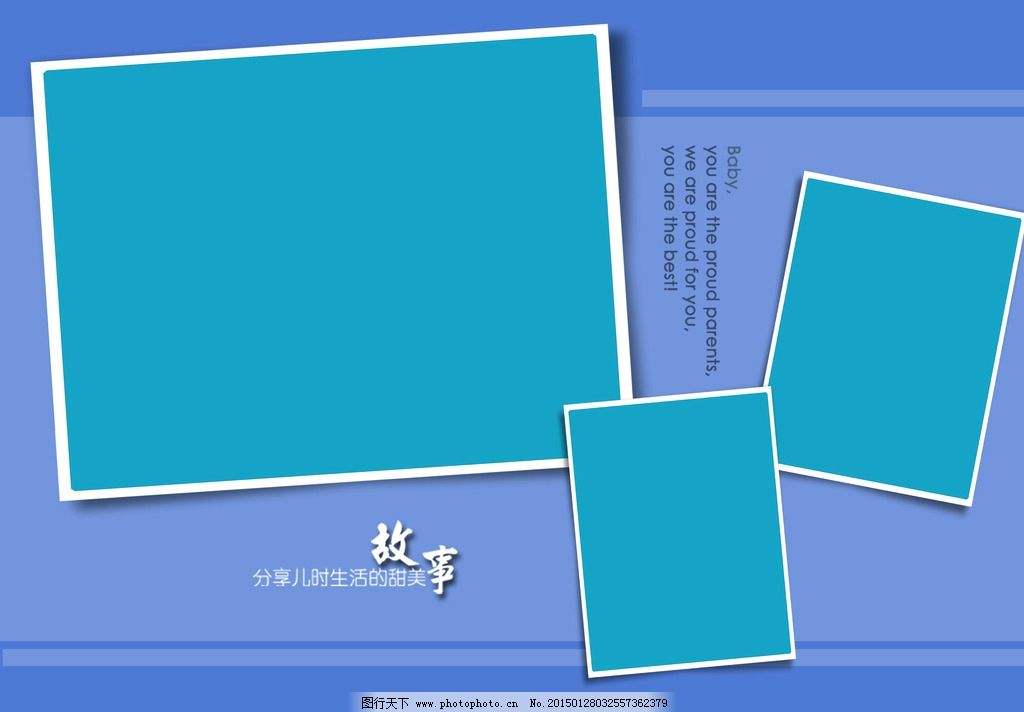 Baby,
you are the proud parents,
we are proud for you,
you are the best!
故事
分享儿时生活的甜美
图行天下 www.photophoto.cn No.20150128032557362379